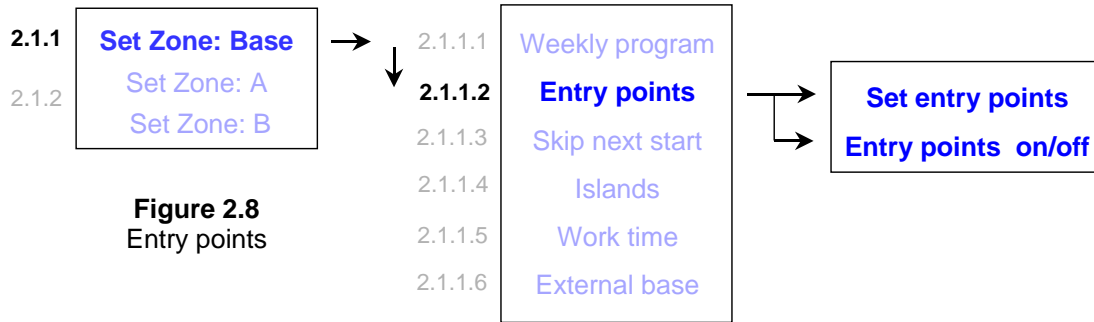 2.1.1 Set Zone: Base
2.1.2 Set Zone: A
Set Zone: B
Figure 2.8
Entry points
2.1.1.1 Weekly program
2.1.1.2 Entry points
2.1.1.3 Skip next start
2.1.1.4 Islands
2.1.1.5 Work time
2.1.1.6 External base
Set entry points
Entry points on/off